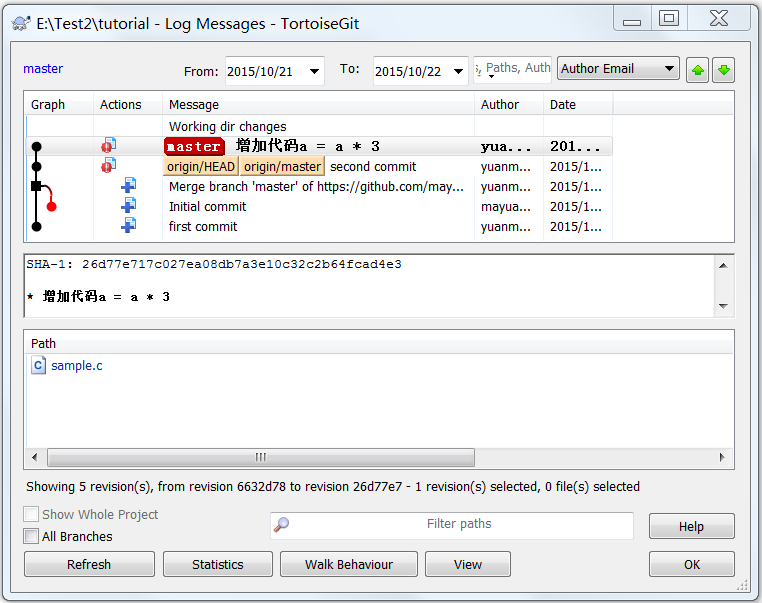 E:\Test2\tutorial - Log Messages - TortoiseGit
master From: 2015/10/21 To: 2015/10/22 Paths, Auth Author Email
Graph Actions Message Author Date
Working dir changes
master 增加代码a = a * 3 yua... 201...
origin/HEAD origin/master second commit yuanm... 2015/1...
Merge branch 'master' of https://github.com/may... yuanm... 2015/1...
Initial commit mayua... 2015/1...
first commit yuanm... 2015/1...
SHA-1: 26d77e717c027ea08db7a3e10c32c2b64fcad4e3
* 增加代码a = a * 3
Path
sample.c
Showing 5 revision(s), from revision 6632d78 to revision 26d77e7 - 1 revision(s) selected, 0 file(s) selected
Show Whole Project
Filter paths
Help
All Branches
Refresh Statistics Walk Behaviour View OK